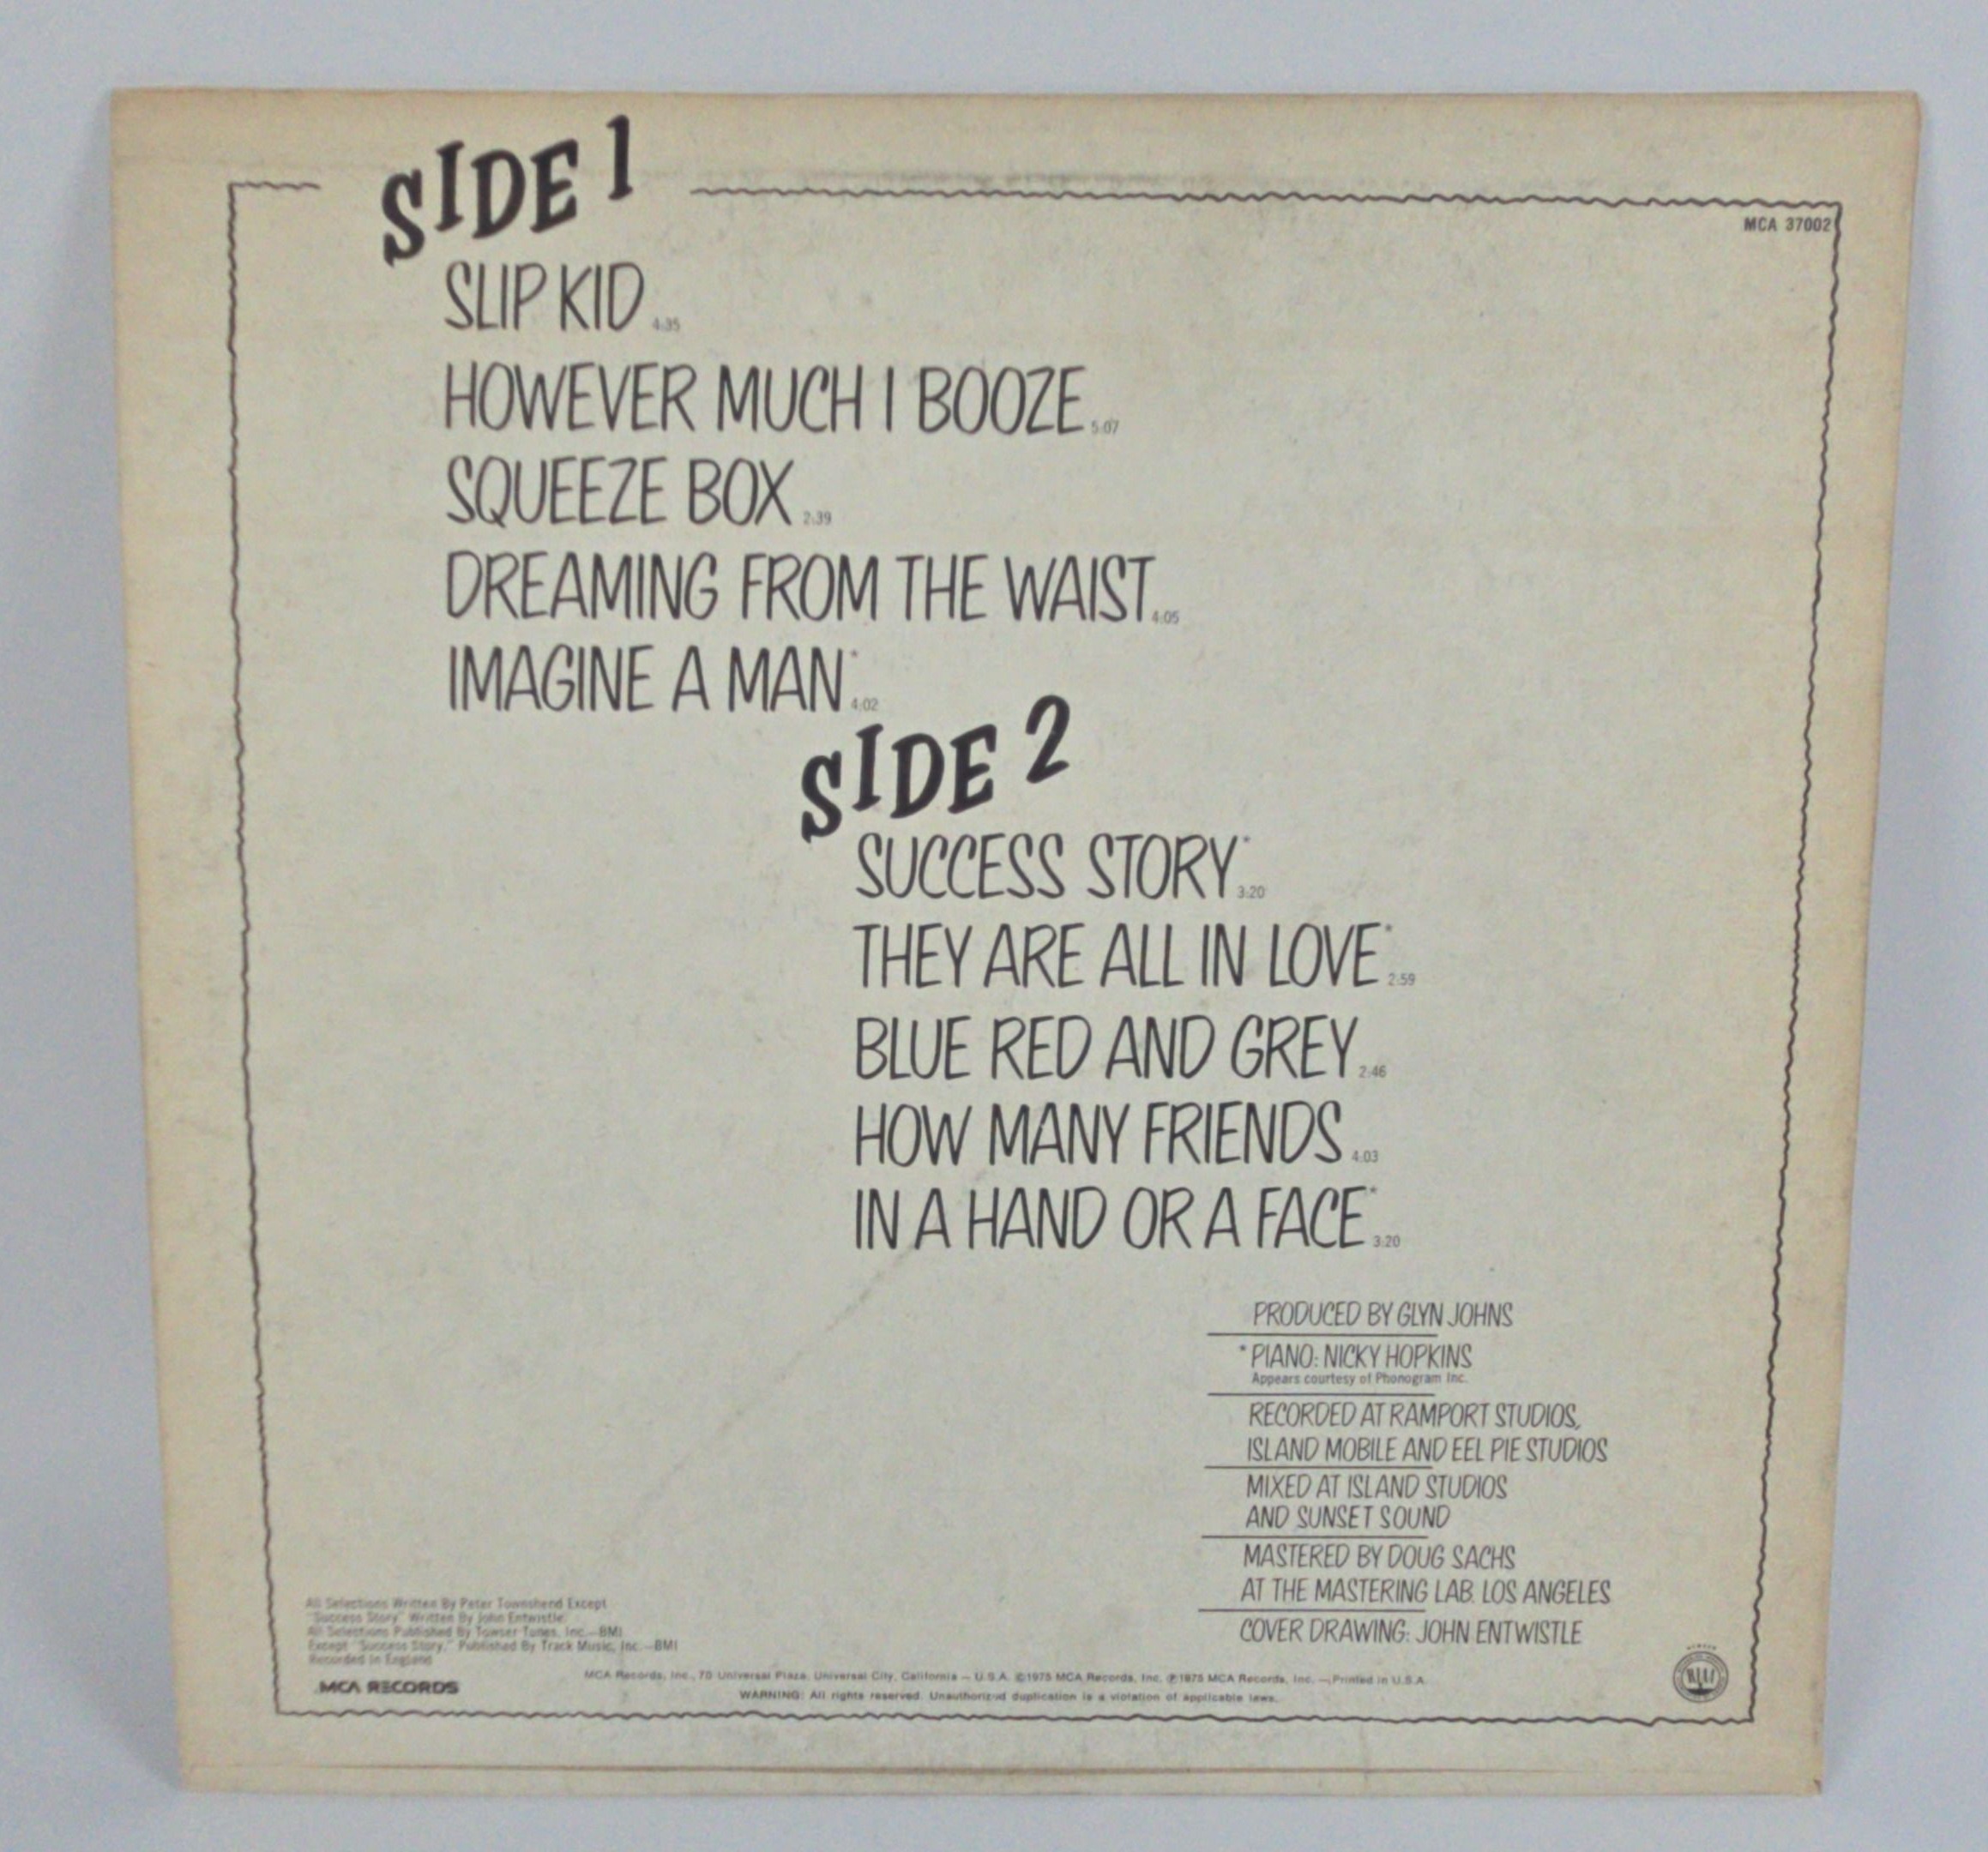 SIDE 1
MCA 37002
SLIP KID 4:35
HOWEVER MUCH I BOOZE 5:07
SQUEEZE BOX 2:39
DREAMING FROM THE WAIST 4:05
IMAGINE A MAN* 4:02
SIDE 2
SUCCESS STORY* 3:20
THEY ARE ALL IN LOVE* 2:59
BLUE RED AND GREY 2:46
HOW MANY FRIENDS 4:03
IN A HAND OR A FACE* 3:20
PRODUCED BY GLYN JOHNS
*PIANO: NICKY HOPKINS
Appears courtesy of Phonogram Inc.
RECORDED AT RAMPORT STUDIOS,
ISLAND MOBILE AND EEL PIE STUDIOS
MIXED AT ISLAND STUDIOS
AND SUNSET SOUND
MASTERED BY DOUG SACHS
AT THE MASTERING LAB. LOS ANGELES
COVER DRAWING: JOHN ENTWISTLE
All Selections Written By Peter Townshend Except
"Success Story" Written By John Entwistle
All Selections Published By Towser Tunes, Inc.—BMI
Except "Success Story," Published By Track Music, Inc.—BMI
Recorded in England
MCA RECORDS
MCA Records, Inc., 70 Universal Plaza, Universal City, California – U.S.A. ©1975 MCA Records, Inc. ℗1975 MCA Records, Inc. — Printed in U.S.A.
WARNING: All rights reserved. Unauthorized duplication is a violation of applicable laws.